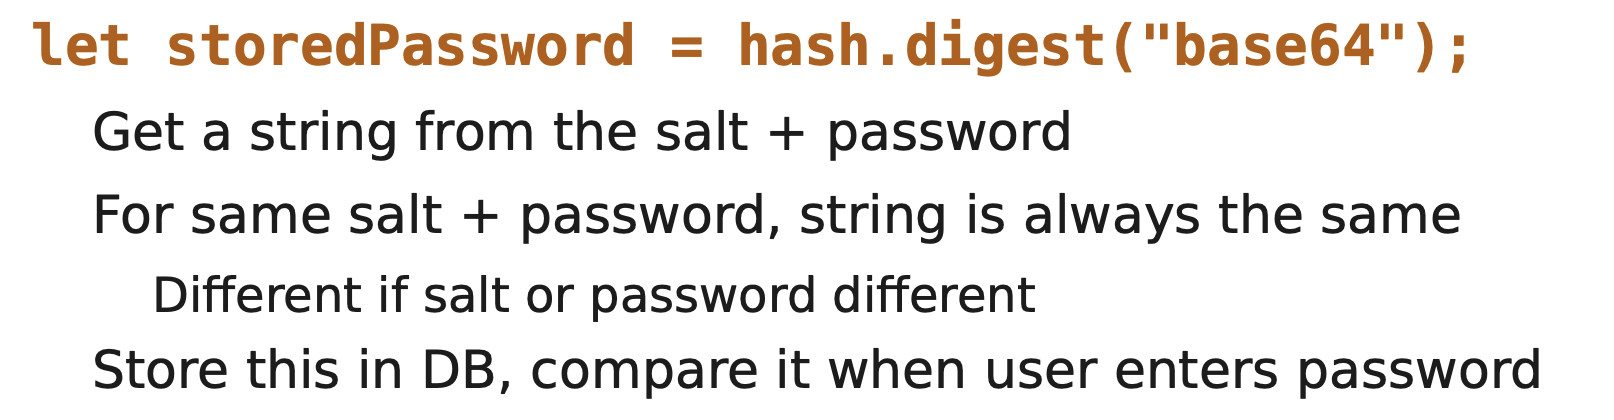 let storedPassword = hash.digest("base64");
Get a string from the salt + password
For same salt + password, string is always the same
Different if salt or password different
Store this in DB, compare it when user enters password